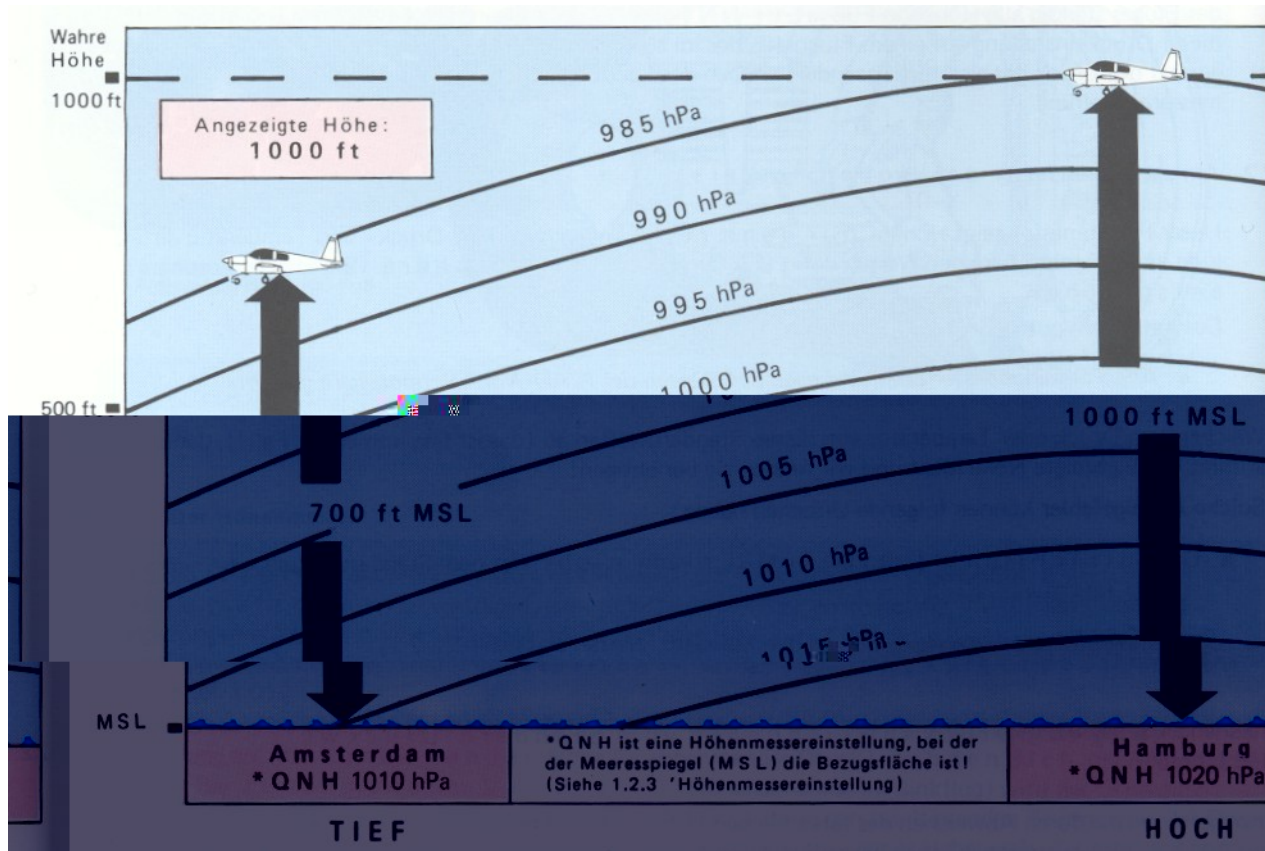 Wahre
Höhe
1000 ft
Angezeigte Höhe:
1000 ft
985 hPa
990 hPa
995 hPa
1000 hPa
500 ft
1000 ft MSL
1005 hPa
700 ft MSL
1010 hPa
1015 hPa
MSL
Amsterdam
*QNH 1010 hPa
*QNH ist eine Höhenmessereinstellung, bei der
der Meeresspiegel (MSL) die Bezugsfläche ist!
(Siehe 1.2.3 'Höhenmessereinstellung)
Hamburg
*QNH 1020 hPa
TIEF
HOCH